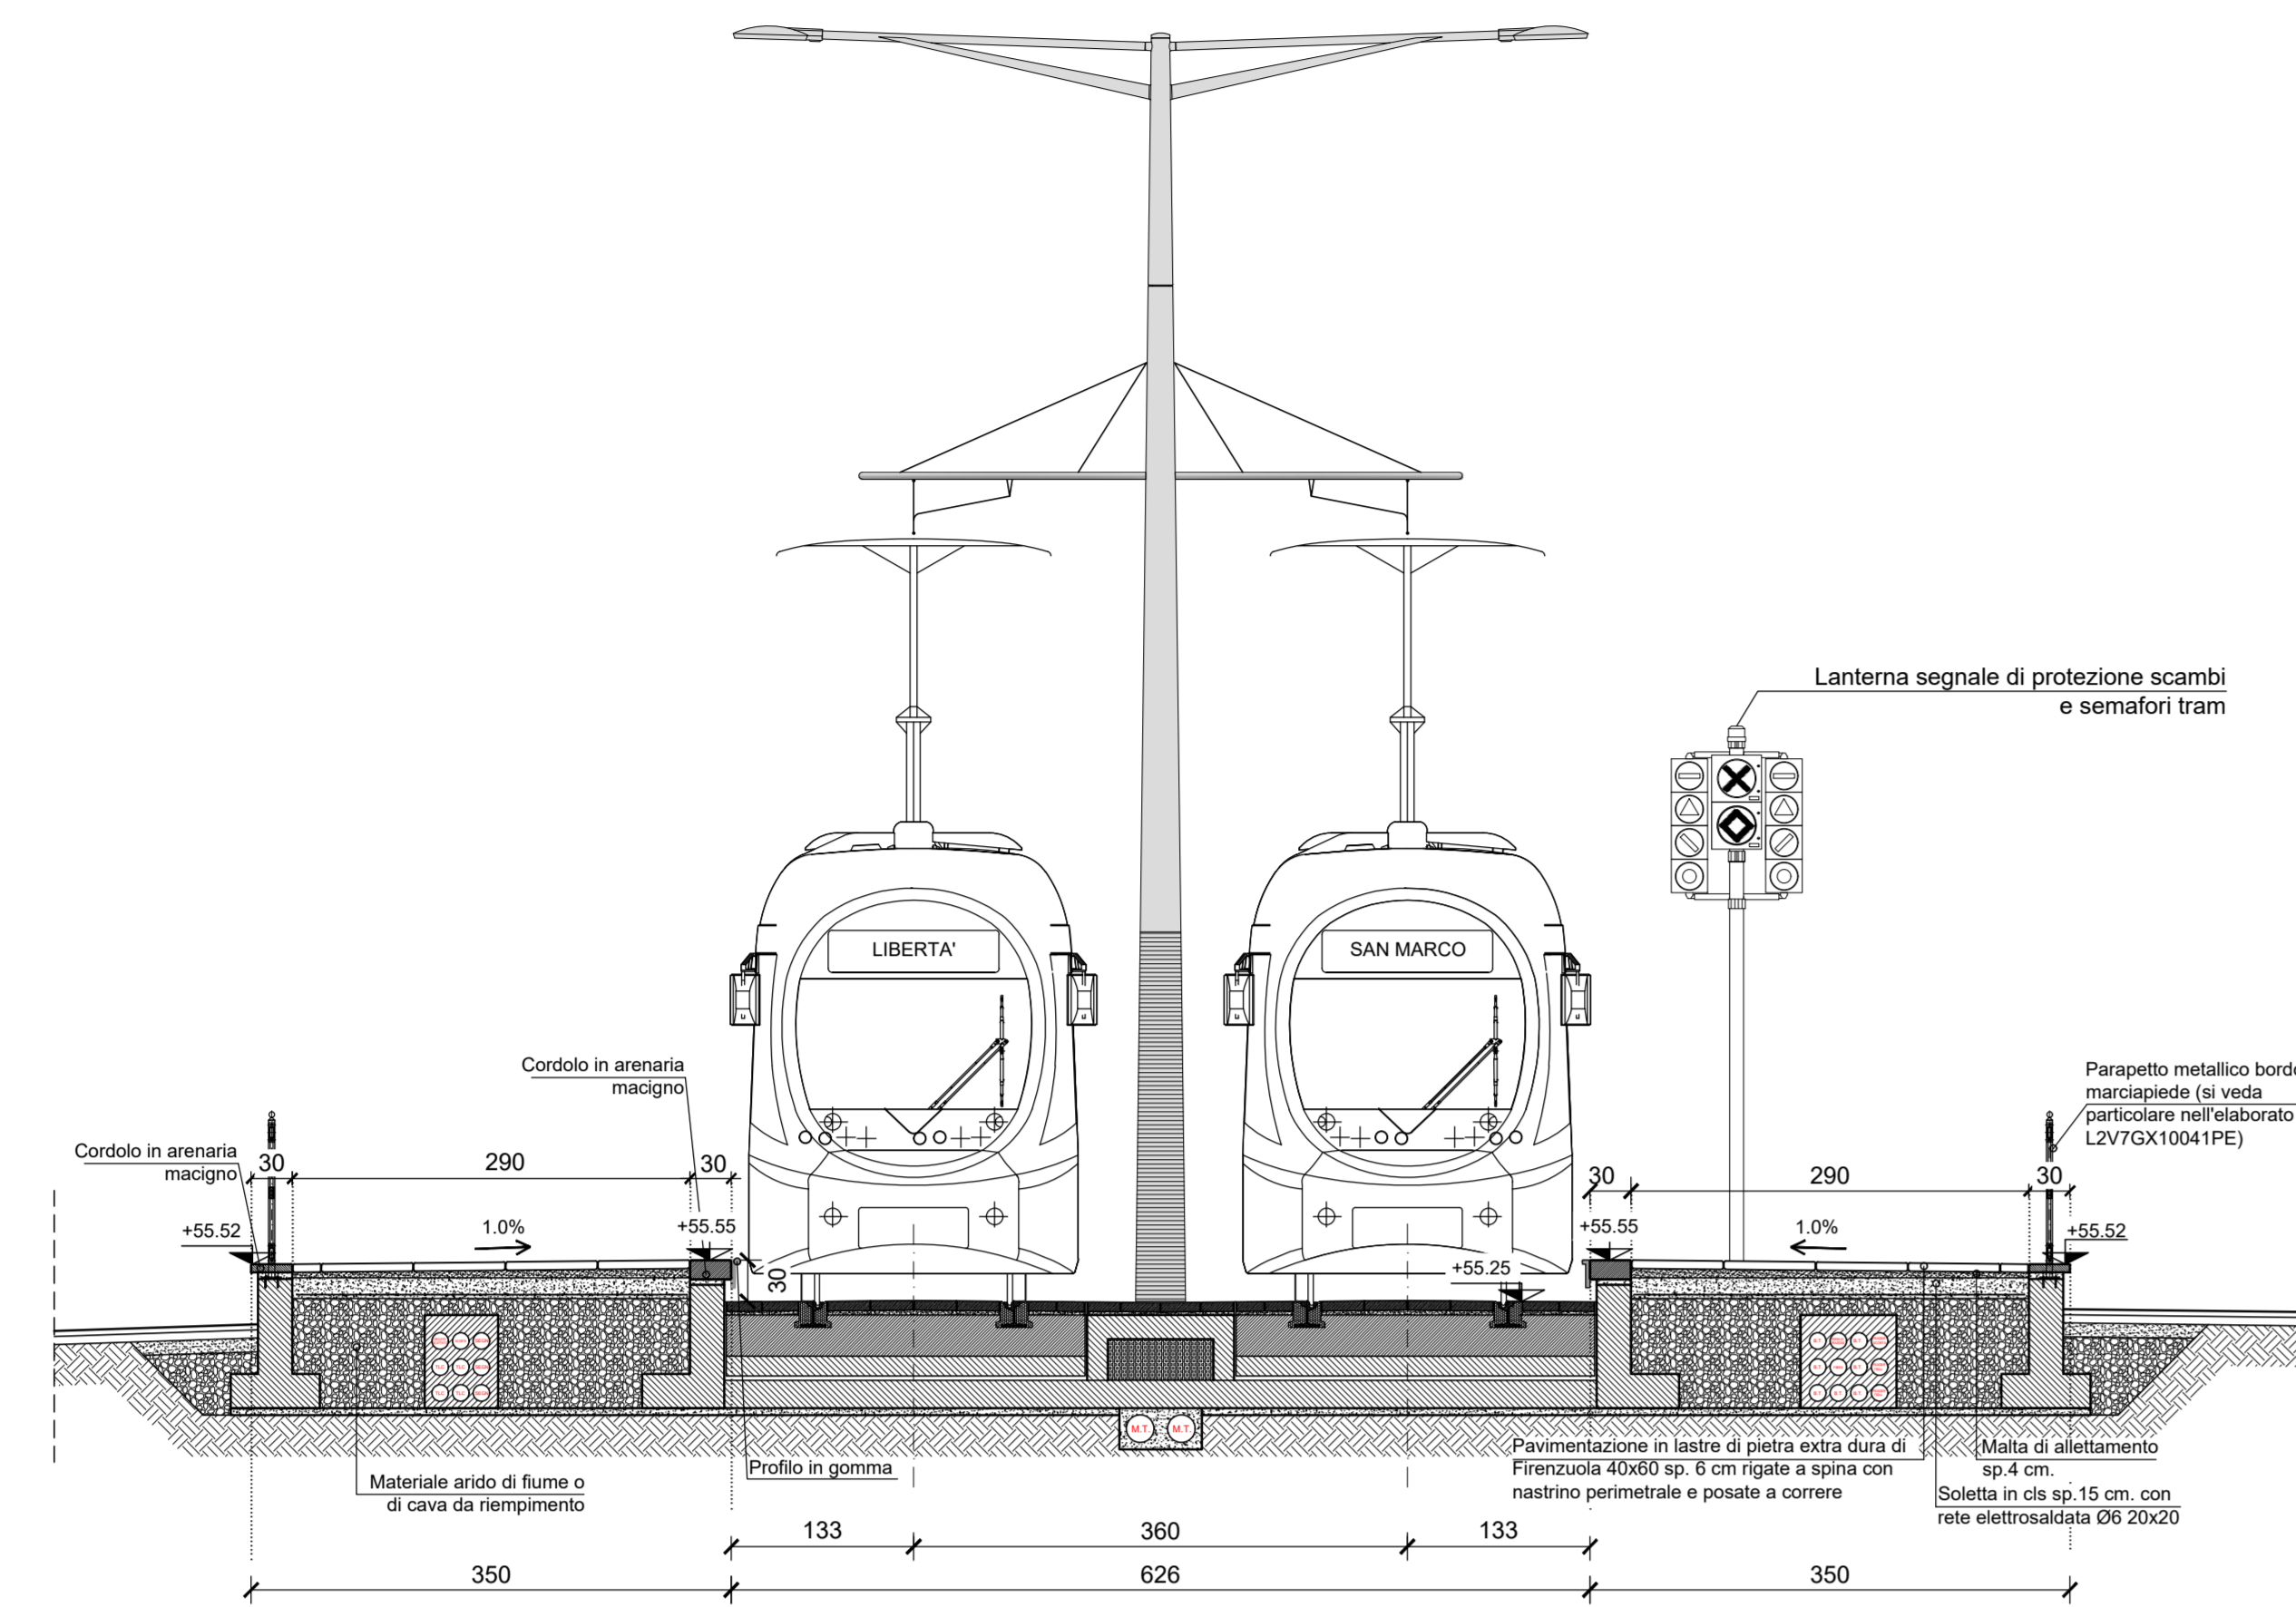 Lanterna segnale di protezione scambi
e semafori tram
LIBERTA'
SAN MARCO
Cordolo in arenaria
macigno
Parapetto metallico bordo
marciapiede (si veda
particolare nell'elaborato
L2V7GX10041PE)
Cordolo in arenaria
macigno
30
290
30
30
290
30
+55.52
1.0%
+55.55
+55.55
1.0%
+55.52
30
+55.25
TLC
TLC
TLC
TLC
B.T.
B.T.
B.T.
B.T.
B.T.
B.T.
B.T.
M.T
M.T
Profilo in gomma
Materiale arido di fiume o
di cava da riempimento
Pavimentazione in lastre di pietra extra dura di
Firenzuola 40x60 sp. 6 cm rigate a spina con
nastrino perimetrale e posate a correre
Malta di allettamento
sp.4 cm.
Soletta in cls sp.15 cm. con
rete elettrosaldata Ø6 20x20
133
360
133
350
626
350